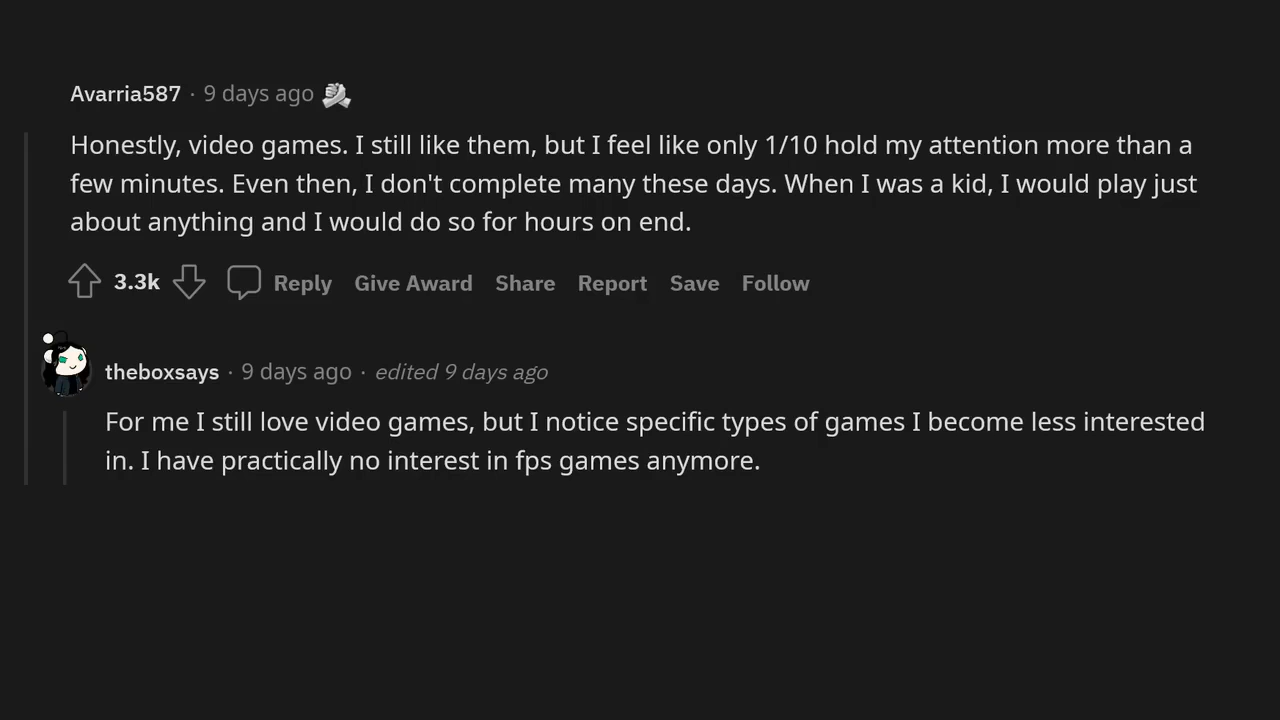 Avarria587 · 9 days ago
Honestly, video games. I still like them, but I feel like only 1/10 hold my attention more than a
few minutes. Even then, I don't complete many these days. When I was a kid, I would play just
about anything and I would do so for hours on end.
3.3k Reply Give Award Share Report Save Follow
theboxsays · 9 days ago · edited 9 days ago
For me I still love video games, but I notice specific types of games I become less interested
in. I have practically no interest in fps games anymore.